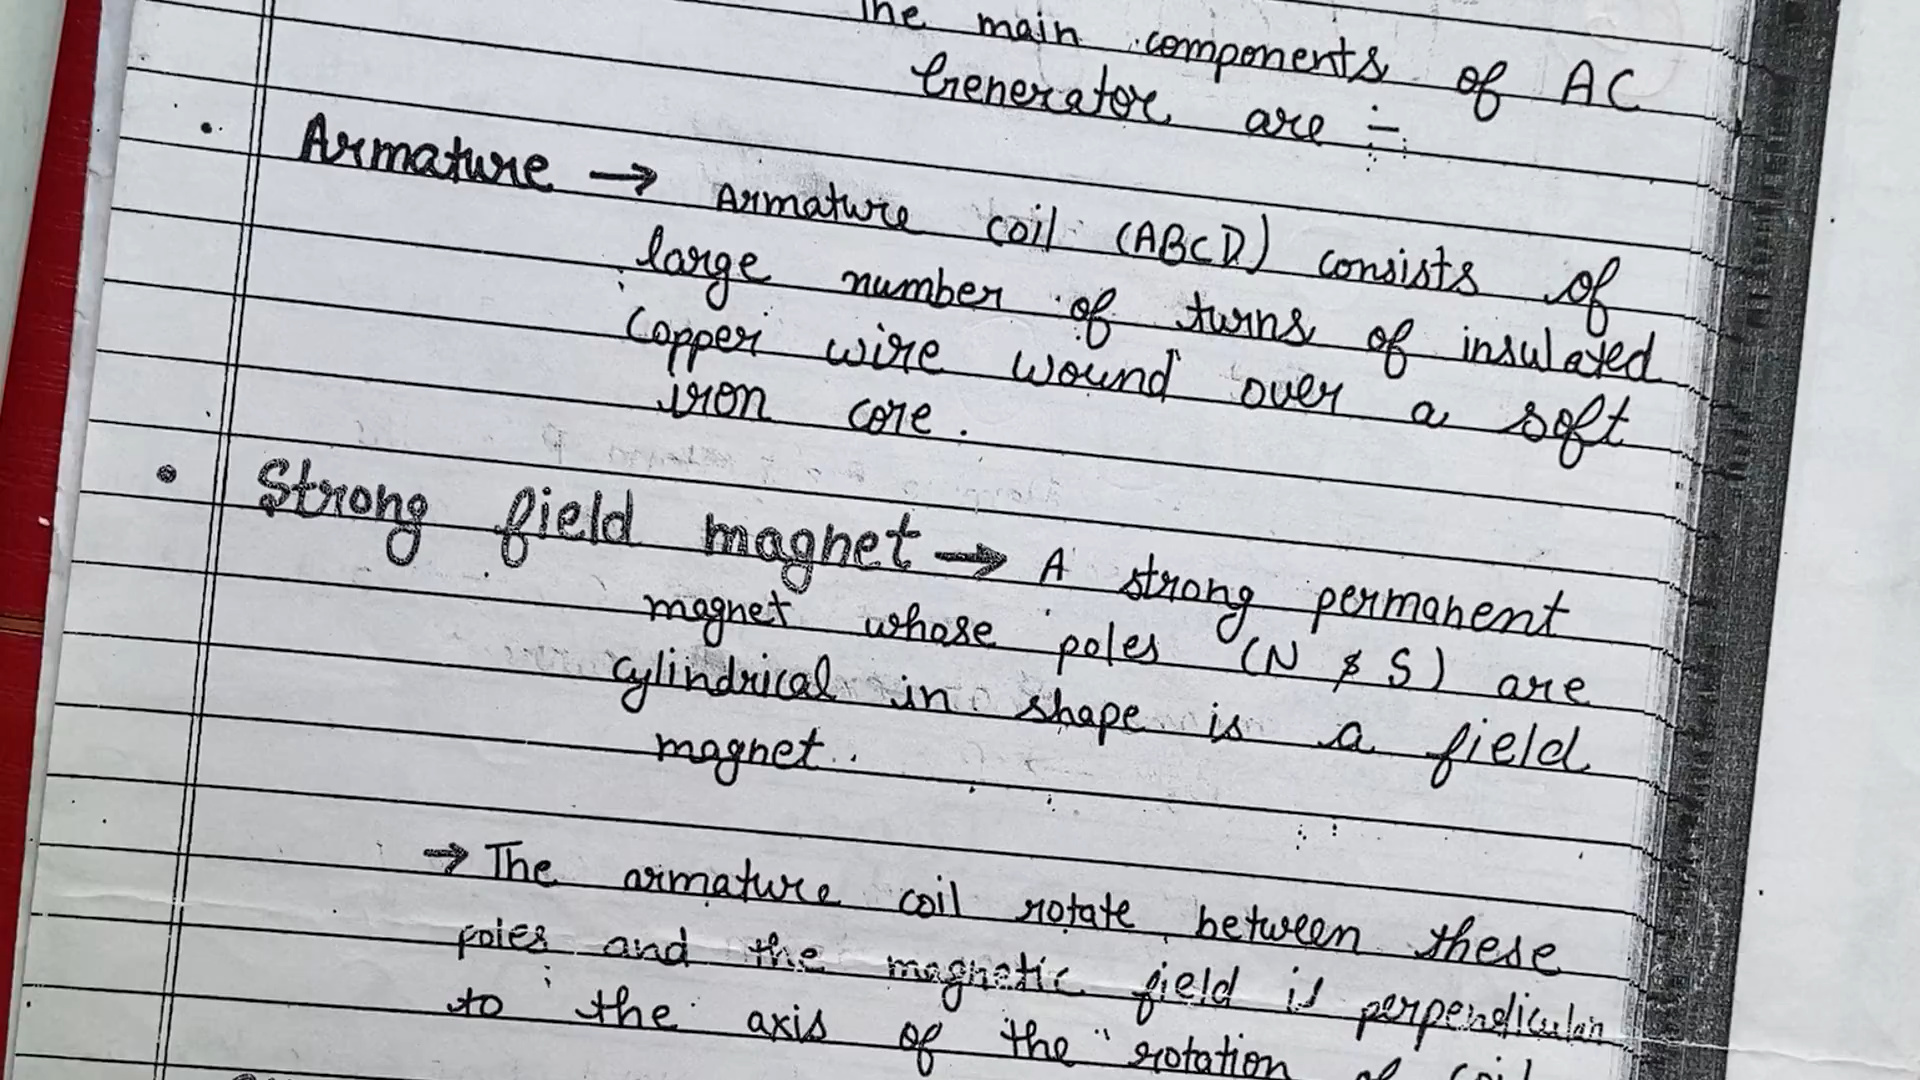 The main components of AC
Generator are :-
• Armature → Armature coil (ABCD) consists of
large number of turns of insulated
copper wire wound over a soft
iron core.
• Strong field magnet → A strong permanent
magnet whose poles (N & S) are
cylindrical in shape is a field
magnet.
→ The armature coil rotate between these
poles and the magnetic field is perpendicular
to the axis of the rotation of coil